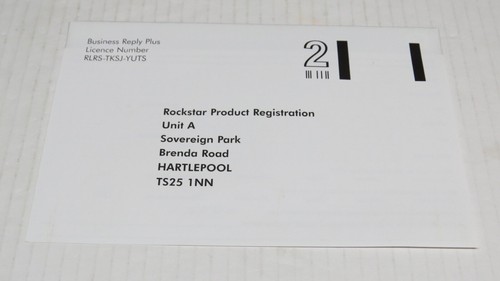 Business Reply Plus
Licence Number
RLRS-TKSJ-YUTS
2
Rockstar Product Registration
Unit A
Sovereign Park
Brenda Road
HARTLEPOOL
TS25 1NN